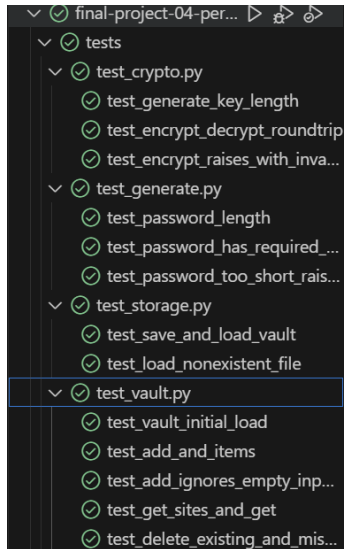 final-project-04-per...
tests
test_crypto.py
test_generate_key_length
test_encrypt_decrypt_roundtrip
test_encrypt_raises_with_inva...
test_generate.py
test_password_length
test_password_has_required_...
test_password_too_short_rais...
test_storage.py
test_save_and_load_vault
test_load_nonexistent_file
test_vault.py
test_vault_initial_load
test_add_and_items
test_add_ignores_empty_inp...
test_get_sites_and_get
test_delete_existing_and_mis...